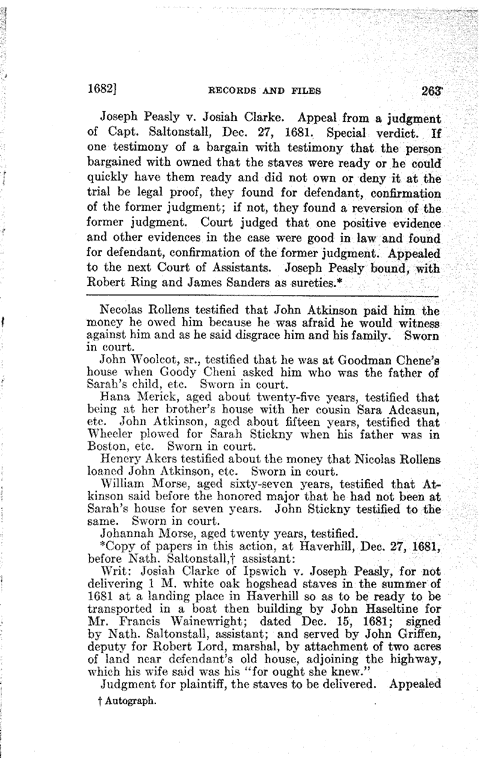 1682] RECORDS AND FILES 263
Joseph Peasly v. Josiah Clarke. Appeal from a judgment
of Capt. Saltonstall, Dec. 27, 1681. Special verdict. If
one testimony of a bargain with testimony that the person
bargained with owned that the staves were ready or he could
quickly have them ready and did not own or deny it at the
trial be legal proof, they found for defendant, confirmation
of the former judgment; if not, they found a reversion of the
former judgment. Court judged that one positive evidence
and other evidences in the case were good in law and found
for defendant, confirmation of the former judgment. Appealed
to the next Court of Assistants. Joseph Peasly bound, with
Robert Ring and James Sanders as sureties.*
Necolas Rollens testified that John Atkinson paid him the
money he owed him because he was afraid he would witness
against him and as he said disgrace him and his family. Sworn
in court.
John Woolcot, sr., testified that he was at Goodman Chene's
house when Goody Cheni asked him who was the father of
Sarah's child, etc. Sworn in court.
Hana Merick, aged about twenty-five years, testified that
being at her brother's house with her cousin Sara Adcasun,
etc. John Atkinson, aged about fifteen years, testified that
Wheeler plowed for Sarah Stickny when his father was in
Boston, etc. Sworn in court.
Henery Akers testified about the money that Nicolas Rollens
loaned John Atkinson, etc. Sworn in court.
William Morse, aged sixty-seven years, testified that At-
kinson said before the honored major that he had not been at
Sarah's house for seven years. John Stickney testified to the
same. Sworn in court.
Johannah Morse, aged twenty years, testified.
*Copy of papers in this action, at Haverhill, Dec. 27, 1681,
before Nath. Saltonstall,† assistant:
Writ: Josiah Clarke of Ipswich v. Joseph Peasly, for not
delivering 1 M. white oak hogshead staves in the summer of
1681 at a landing place in Haverhill so as to be ready to be
transported in a boat then building by John Haseltine for
Mr. Francis Wainewright; dated Dec. 15, 1681; signed
by Nath. Saltonstall, assistant; and served by John Griffen,
deputy for Robert Lord, marshal, by attachment of two acres
of land near defendant's old house, adjoining the highway,
which his wife said was his "for ought she knew."
Judgment for plaintiff, the staves to be delivered. Appealed
† Autograph.